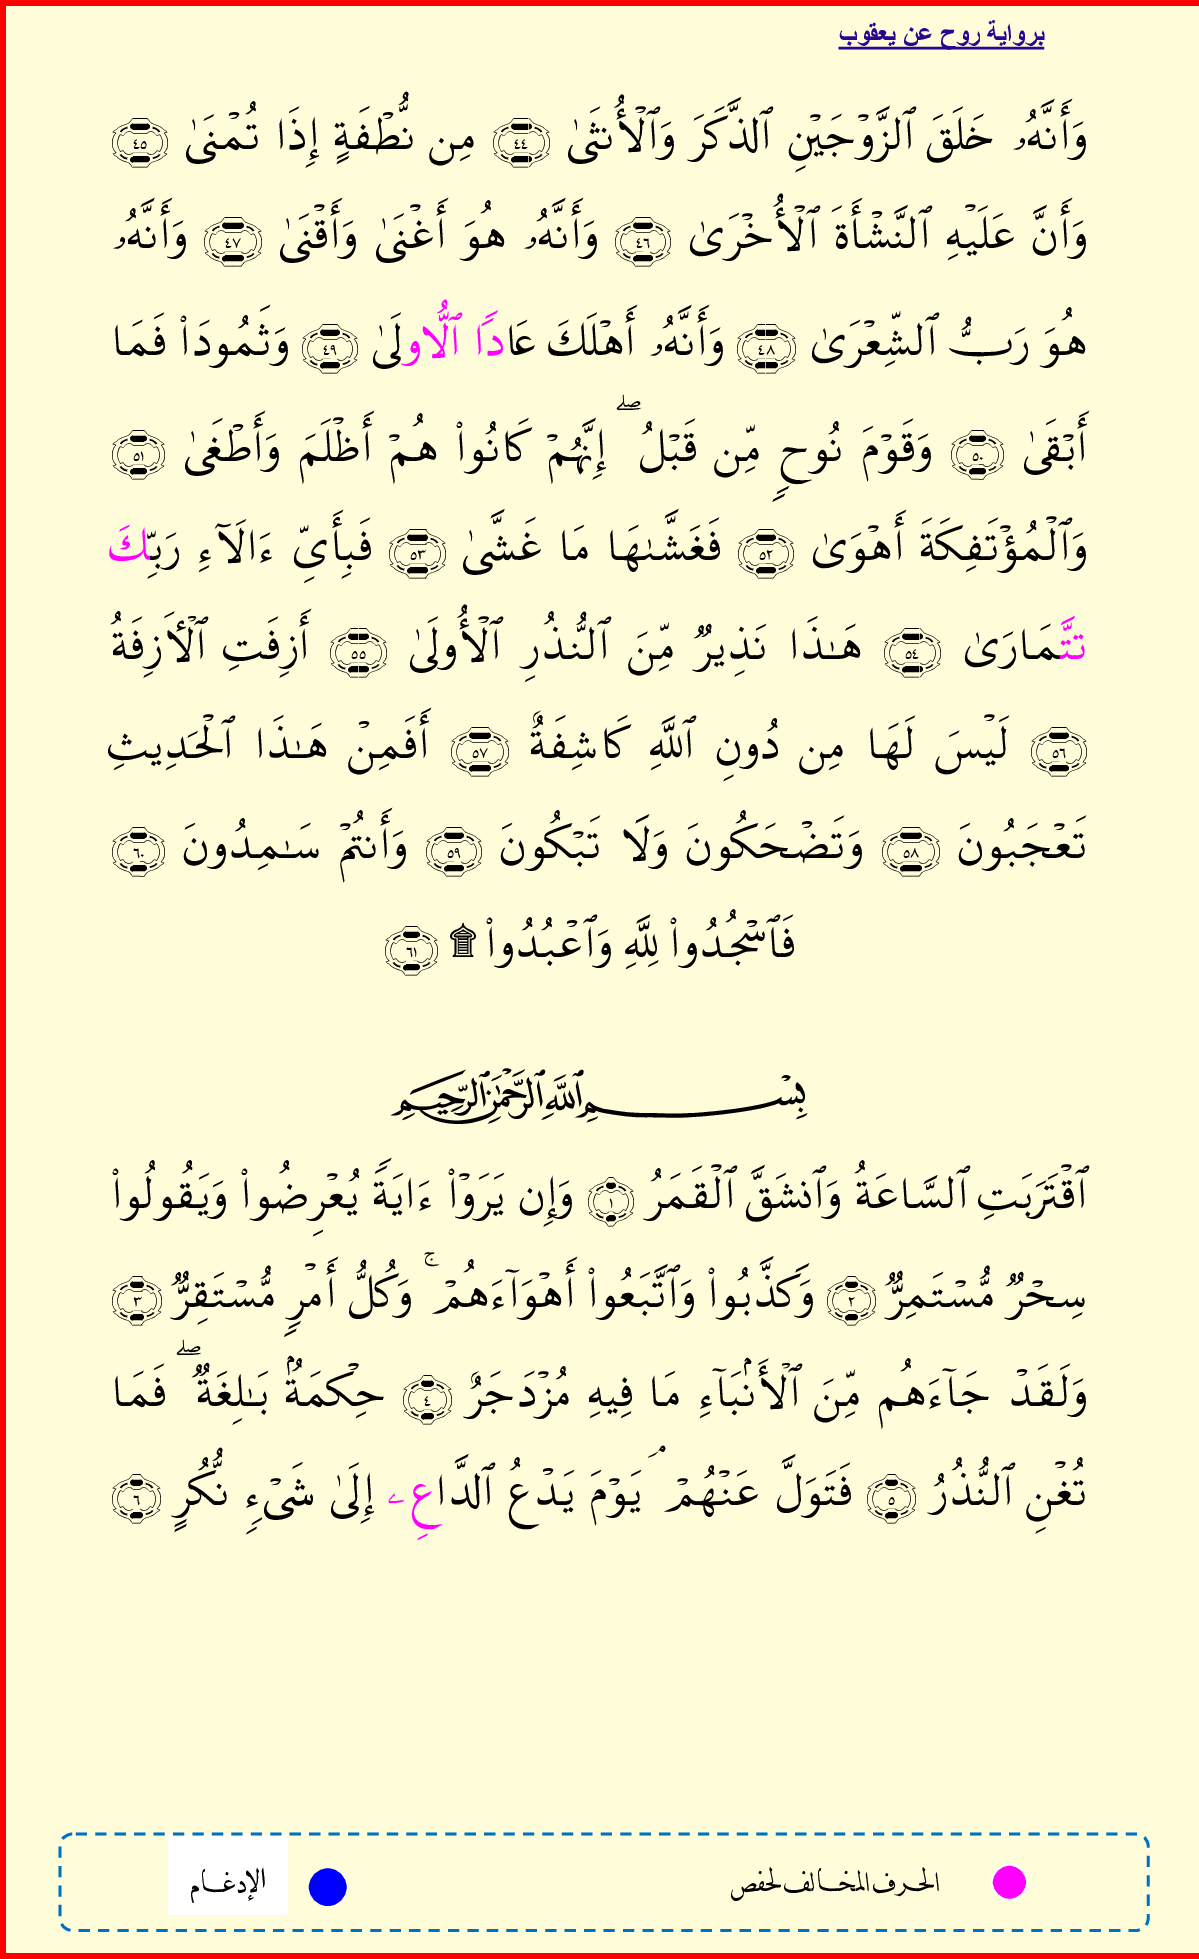 برواية روح عن يعقوب
وَأَنَّهُۥ خَلَقَ ٱلزَّوۡجَيۡنِ ٱلذَّكَرَ وَٱلۡأُنثَىٰ ٤٤ مِن نُّطۡفَةٍ إِذَا تُمۡنَىٰ ٤٥
وَأَنَّ عَلَيۡهِ ٱلنَّشۡأَةَ ٱلۡأُخۡرَىٰ ٤٦ وَأَنَّهُۥ هُوَ أَغۡنَىٰ وَأَقۡنَىٰ ٤٧ وَأَنَّهُۥ
هُوَ رَبُّ ٱلشِّعۡرَىٰ ٤٨ وَأَنَّهُۥ أَهۡلَكَ عَادًا ٱلُّاولَىٰ ٤٩ وَثَمُودَاْ فَمَا
أَبۡقَىٰ ٥٠ وَقَوۡمَ نُوحٖ مِّن قَبۡلُۖ إِنَّهُمۡ كَانُواْ هُمۡ أَظۡلَمَ وَأَطۡغَىٰ ٥١
وَٱلۡمُؤۡتَفِكَةَ أَهۡوَىٰ ٥٢ فَغَشَّىٰهَا مَا غَشَّىٰ ٥٣ فَبِأَيِّ ءَالَآءِ رَبِّكَ
تَّتَمَارَىٰ ٥٤ هَٰذَا نَذِيرٞ مِّنَ ٱلنُّذُرِ ٱلۡأُولَىٰ ٥٥ أَزِفَتِ ٱلۡأٓزِفَةُ
٥٦ لَيۡسَ لَهَا مِن دُونِ ٱللَّهِ كَاشِفَةٌ ٥٧ أَفَمِنۡ هَٰذَا ٱلۡحَدِيثِ
تَعۡجَبُونَ ٥٨ وَتَضۡحَكُونَ وَلَا تَبۡكُونَ ٥٩ وَأَنتُمۡ سَٰمِدُونَ ٦٠
فَٱسۡجُدُواْ لِلَّهِ وَٱعۡبُدُواْ ۩ ٦١
بِسۡمِ ٱللَّهِ ٱلرَّحۡمَٰنِ ٱلرَّحِيمِ
ٱقۡتَرَبَتِ ٱلسَّاعَةُ وَٱنشَقَّ ٱلۡقَمَرُ ١ وَإِن يَرَوۡاْ ءَايَةٗ يُعۡرِضُواْ وَيَقُولُواْ
سِحۡرٞ مُّسۡتَمِرّٞ ٢ وَكَذَّبُواْ وَٱتَّبَعُواْ أَهۡوَآءَهُمۡۚ وَكُلُّ أَمۡرٖ مُّسۡتَقِرّٞ ٣
وَلَقَدۡ جَآءَهُم مِّنَ ٱلۡأَنۢبَآءِ مَا فِيهِ مُزۡدَجَرٌ ٤ حِكۡمَةُۢ بَٰلِغَةٞۖ فَمَا
تُغۡنِ ٱلنُّذُرُ ٥ فَتَوَلَّ عَنۡهُمۡۘ يَوۡمَ يَدۡعُ ٱلدَّاعِۦ إِلَىٰ شَيۡءٖ نُّكُرٍ ٦
الحرف المخالف لحفص
الإدغام